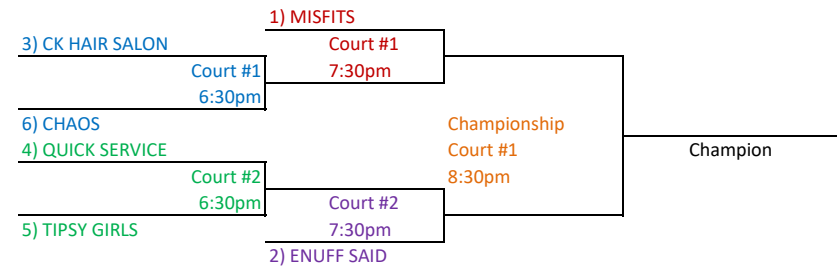 1) MISFITS
3) CK HAIR SALON
Court #1
7:30pm
Court #1
6:30pm
6) CHAOS
4) QUICK SERVICE
Championship
Court #1
8:30pm
Champion
Court #2
6:30pm
5) TIPSY GIRLS
Court #2
7:30pm
2) ENUFF SAID